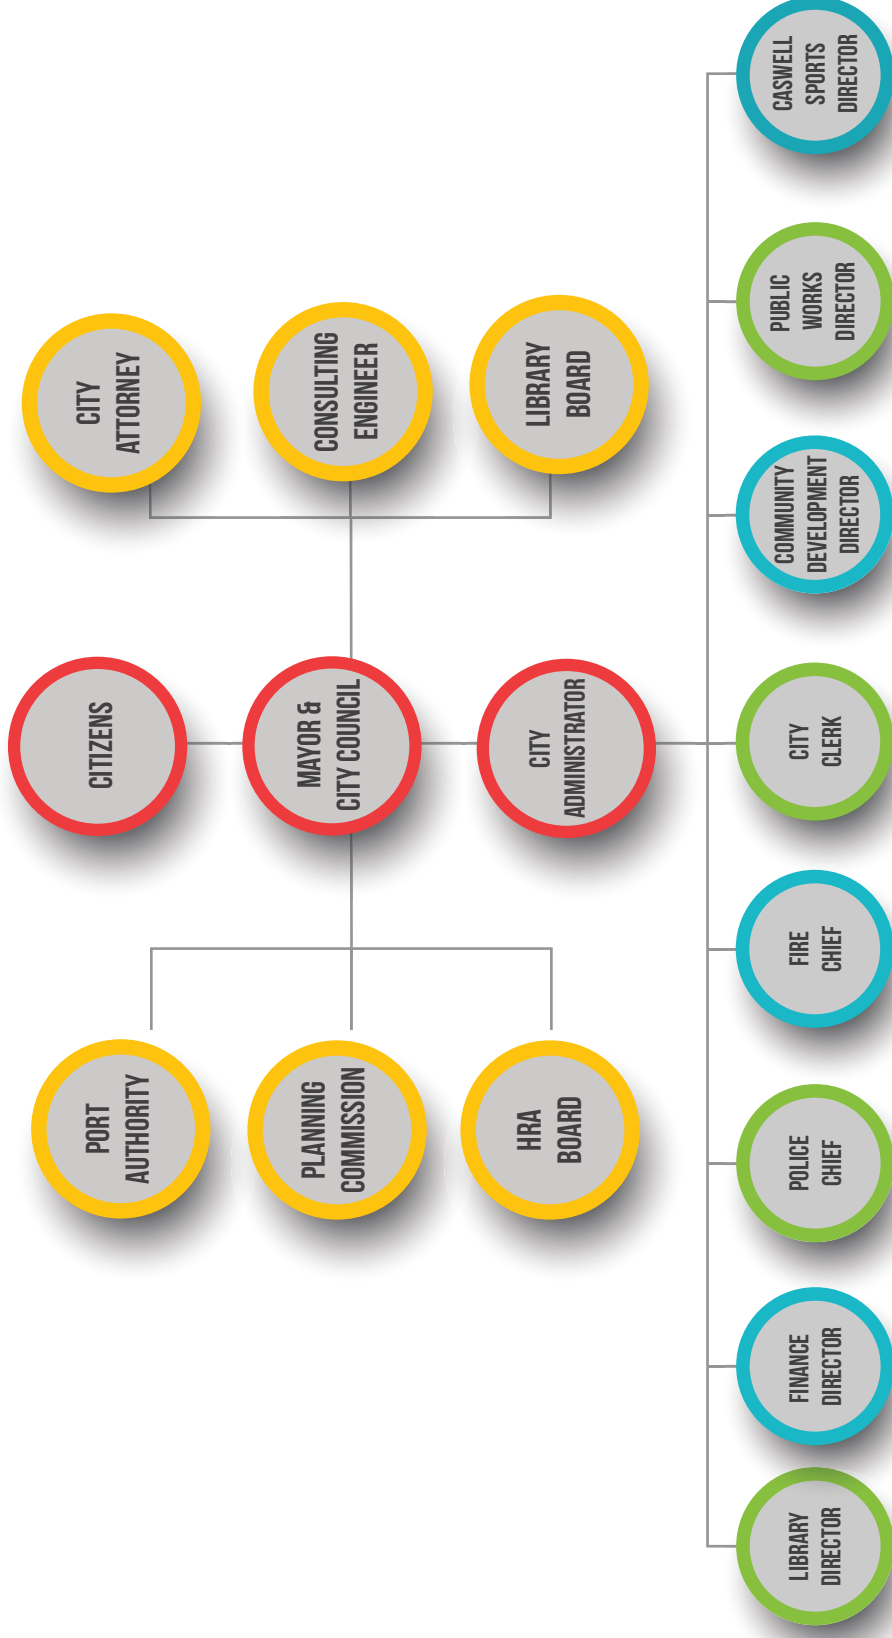 CITIZENS
PORT
AUTHORITY
CITY
ATTORNEY
MAYOR &
CITY COUNCIL
PLANNING
COMMISSION
CONSULTING
ENGINEER
HRA
BOARD
CITY
ADMINISTRATOR
LIBRARY
BOARD
LIBRARY
DIRECTOR
FINANCE
DIRECTOR
POLICE
CHIEF
FIRE
CHIEF
CITY
CLERK
COMMUNITY
DEVELOPMENT
DIRECTOR
PUBLIC
WORKS
DIRECTOR
CASWELL
SPORTS
DIRECTOR